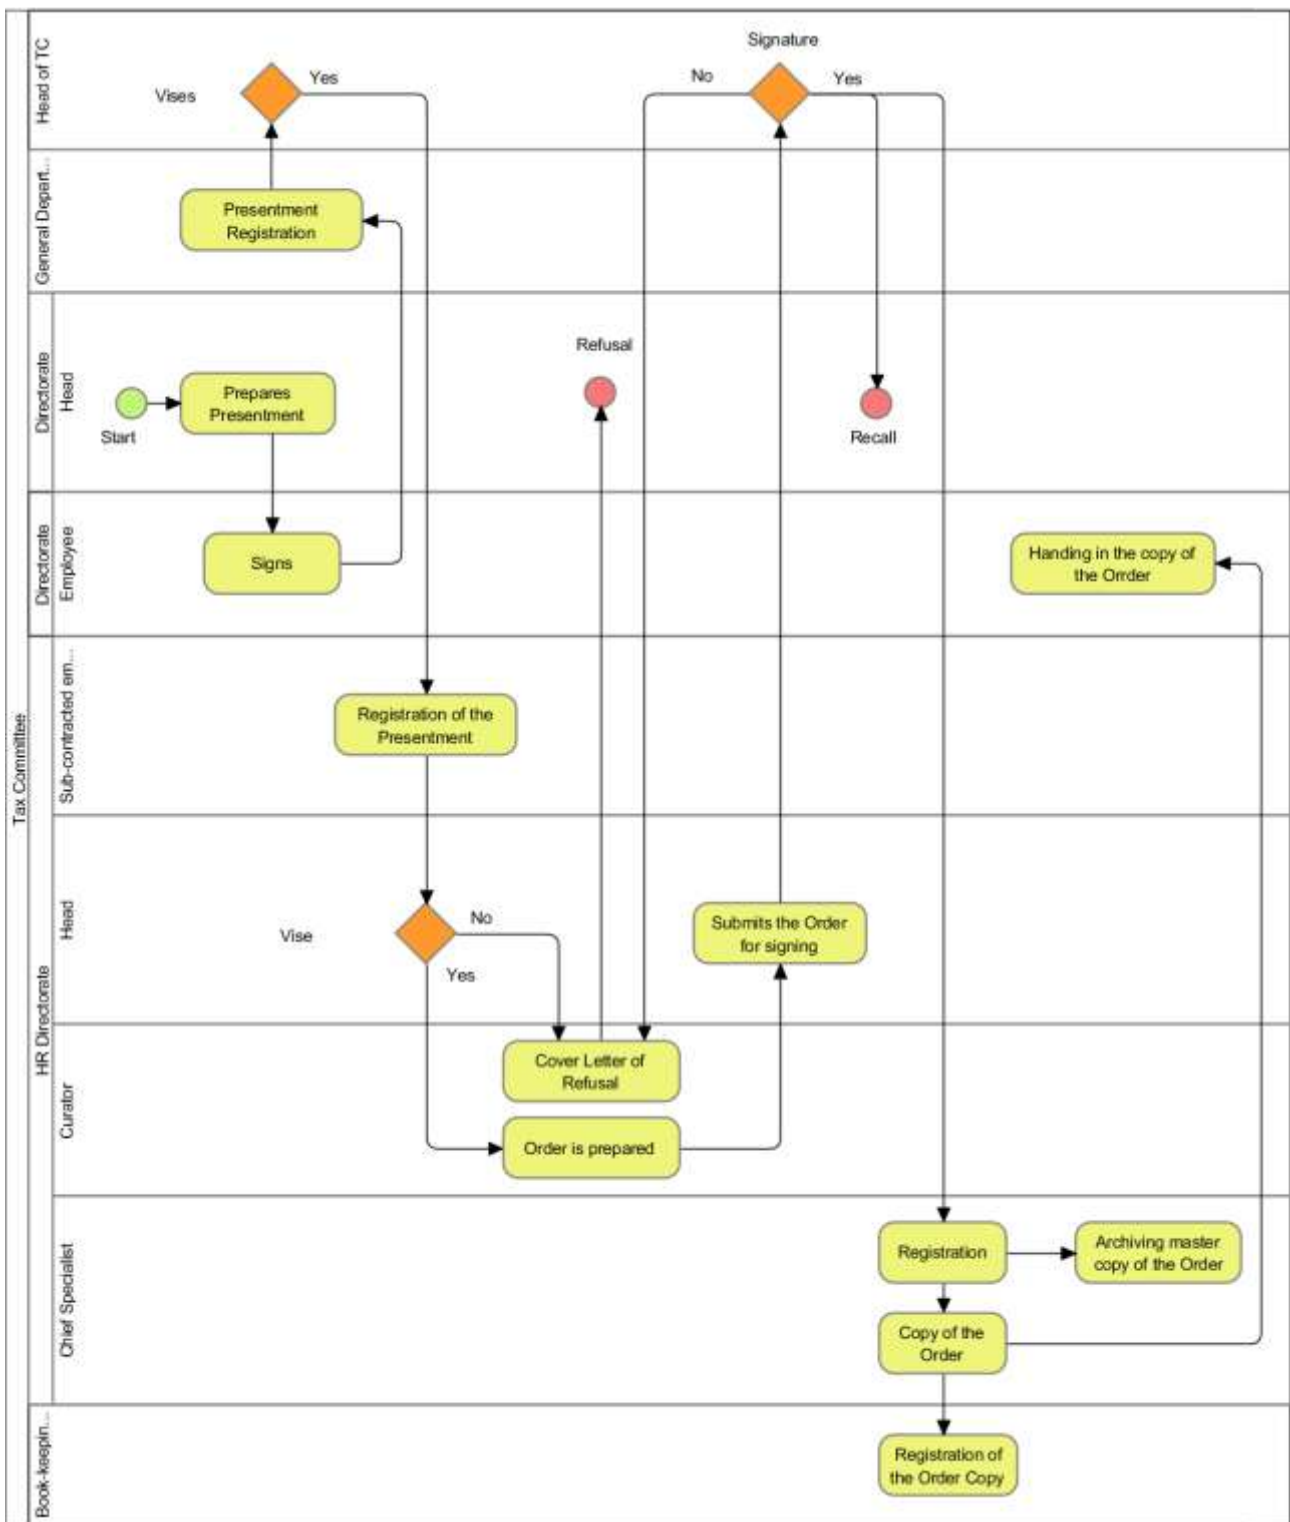 Tax Committee
Head of TC
Vises
Yes
Signature
No
Yes
General Depart...
Presentment
Registration
Directorate
Head
Start
Prepares
Presentment
Refusal
Recall
Directorate
Employee
Signs
Handing in the copy of
the Orrder
HR Directorate
Sub-contracted em...
Registration of the
Presentment
Head
Vise
No
Yes
Submits the Order
for signing
Curator
Cover Letter of
Refusal
Order is prepared
Chief Specialist
Registration
Archiving master
copy of the Order
Copy of the
Order
Book-keepin...
Registration of
the Order Copy